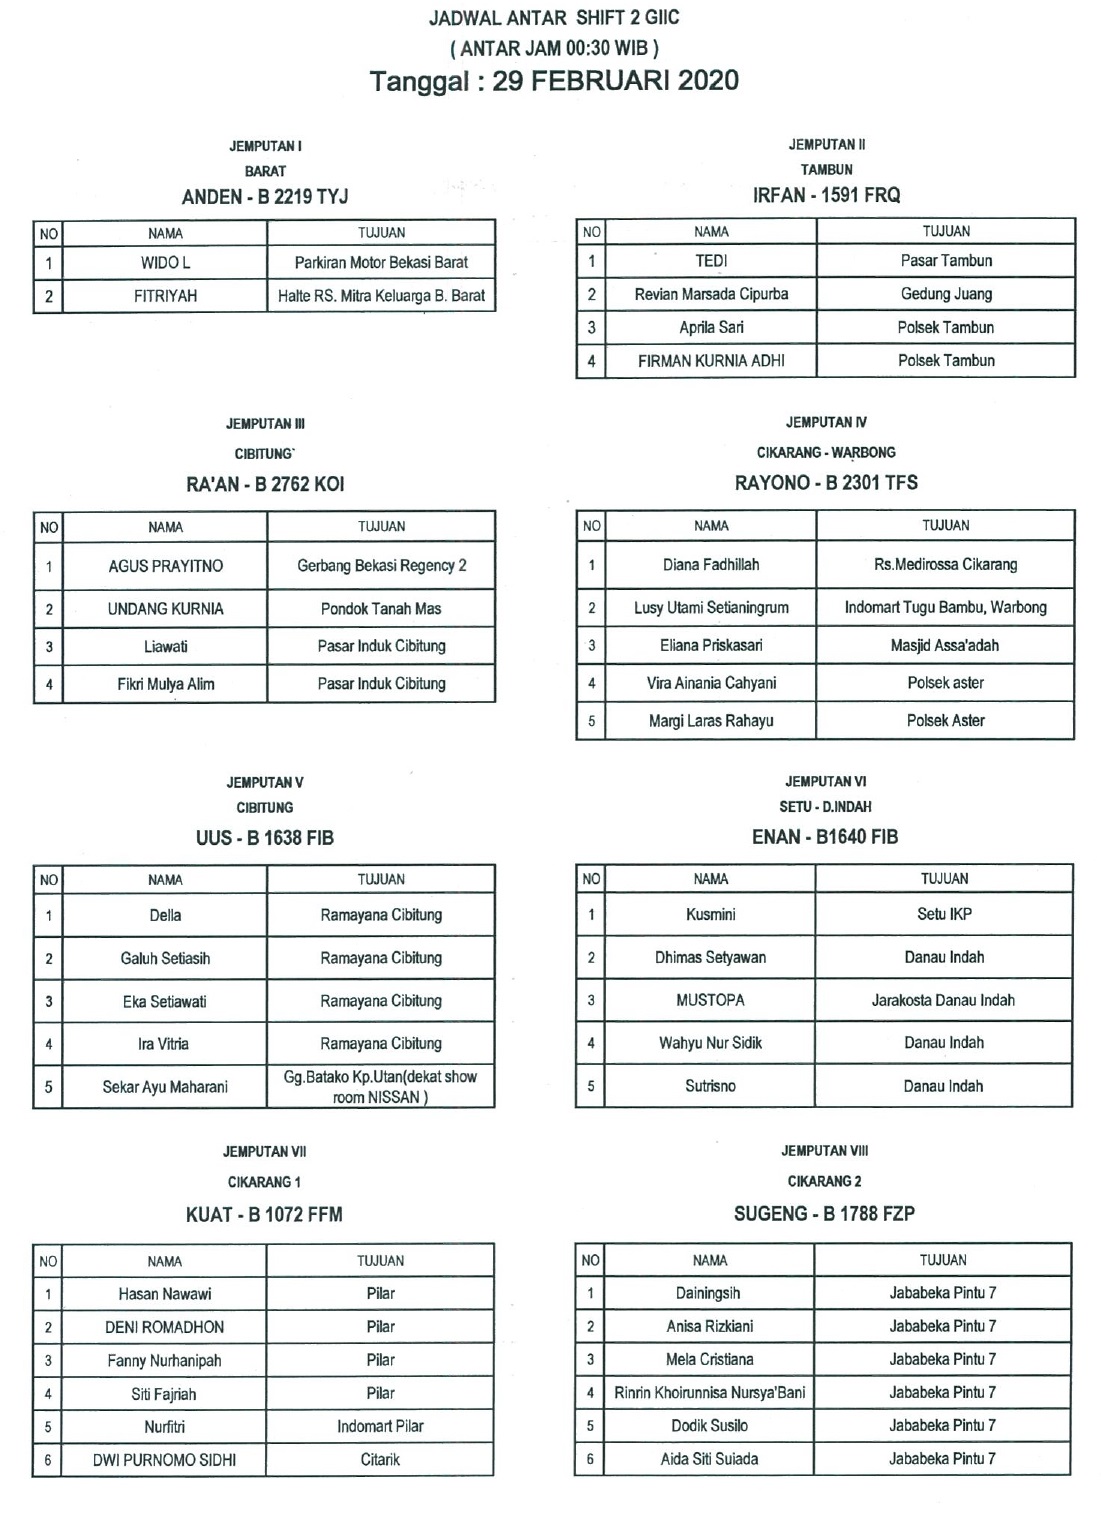 JADWAL ANTAR SHIFT 2 GIIC
( ANTAR JAM 00:30 WIB )
Tanggal : 29 FEBRUARI 2020
JEMPUTAN I
BARAT
ANDEN - B 2219 TYJ
NO NAMA TUJUAN
1 WIDO L Parkiran Motor Bekasi Barat
2 FITRIYAH Halte RS. Mitra Keluarga B. Barat
JEMPUTAN II
TAMBUN
IRFAN - 1591 FRQ
NO NAMA TUJUAN
1 TEDI Pasar Tambun
2 Revian Marsada Cipurba Gedung Juang
3 Aprila Sari Polsek Tambun
4 FIRMAN KURNIA ADHI Polsek Tambun
JEMPUTAN III
CIBITUNG`
RA'AN - B 2762 KOI
NO NAMA TUJUAN
1 AGUS PRAYITNO Gerbang Bekasi Regency 2
2 UNDANG KURNIA Pondok Tanah Mas
3 Liawati Pasar Induk Cibitung
4 Fikri Mulya Alim Pasar Induk Cibitung
JEMPUTAN IV
CIKARANG - WARBONG
RAYONO - B 2301 TFS
NO NAMA TUJUAN
1 Diana Fadhillah Rs.Medirossa Cikarang
2 Lusy Utami Setianingrum Indomart Tugu Bambu, Warbong
3 Eliana Priskasari Masjid Assa'adah
4 Vira Ainania Cahyani Polsek aster
5 Margi Laras Rahayu Polsek Aster
JEMPUTAN V
CIBITUNG
UUS - B 1638 FIB
NO NAMA TUJUAN
1 Della Ramayana Cibitung
2 Galuh Setiasih Ramayana Cibitung
3 Eka Setiawati Ramayana Cibitung
4 Ira Vitria Ramayana Cibitung
5 Sekar Ayu Maharani Gg.Batako Kp.Utan(dekat show
room NISSAN )
JEMPUTAN VI
SETU - D.INDAH
ENAN - B1640 FIB
NO NAMA TUJUAN
1 Kusmini Setu IKP
2 Dhimas Setyawan Danau Indah
3 MUSTOPA Jarakosta Danau Indah
4 Wahyu Nur Sidik Danau Indah
5 Sutrisno Danau Indah
JEMPUTAN VII
CIKARANG 1
KUAT - B 1072 FFM
NO NAMA TUJUAN
1 Hasan Nawawi Pilar
2 DENI ROMADHON Pilar
3 Fanny Nurhanipah Pilar
4 Siti Fajriah Pilar
5 Nurfitri Indomart Pilar
6 DWI PURNOMO SIDHI Citarik
JEMPUTAN VIII
CIKARANG 2
SUGENG - B 1788 FZP
NO NAMA TUJUAN
1 Dainingsih Jababeka Pintu 7
2 Anisa Rizkiani Jababeka Pintu 7
3 Mela Cristiana Jababeka Pintu 7
4 Rinrin Khoirunnisa Nursya'Bani Jababeka Pintu 7
5 Dodik Susilo Jababeka Pintu 7
6 Aida Siti Suiada Jababeka Pintu 7